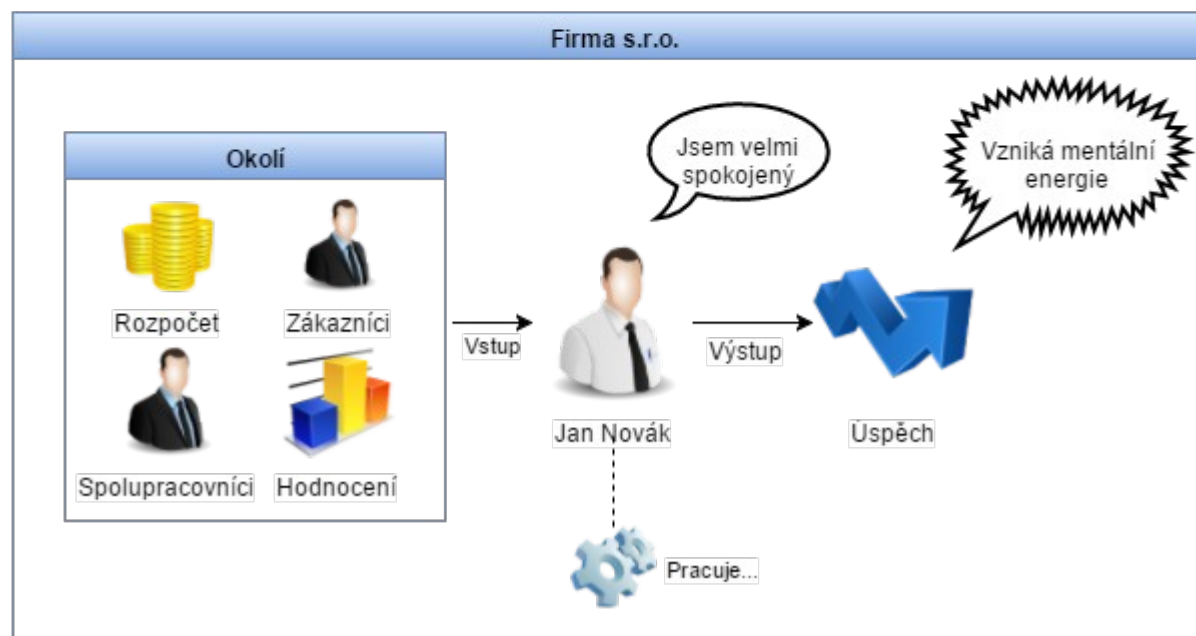 Firma s.r.o.
Okolí
Rozpočet
Zákazníci
Spolupracovníci
Hodnocení
Vstup
Jsem velmi
spokojený
Jan Novák
Pracuje...
Výstup
Vzniká mentální
energie
Úspěch